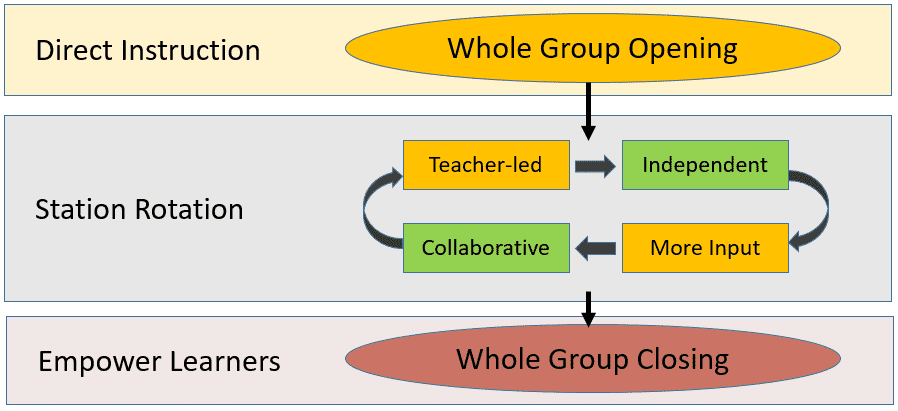 Direct Instruction
Whole Group Opening
Station Rotation
Teacher-led
Independent
Collaborative
More Input
Empower Learners
Whole Group Closing